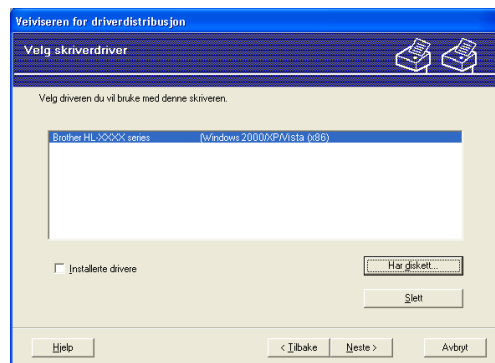 Veiviseren for driverdistribusjon
Velg skriverdriver
Velg driveren du vil bruke med denne skriveren.
Brother HL-XXXX series (Windows 2000/XP/Vista (x86)
Installerte drivere
Har diskett...
Slett
Hjelp
< Tilbake
Neste >
Avbryt